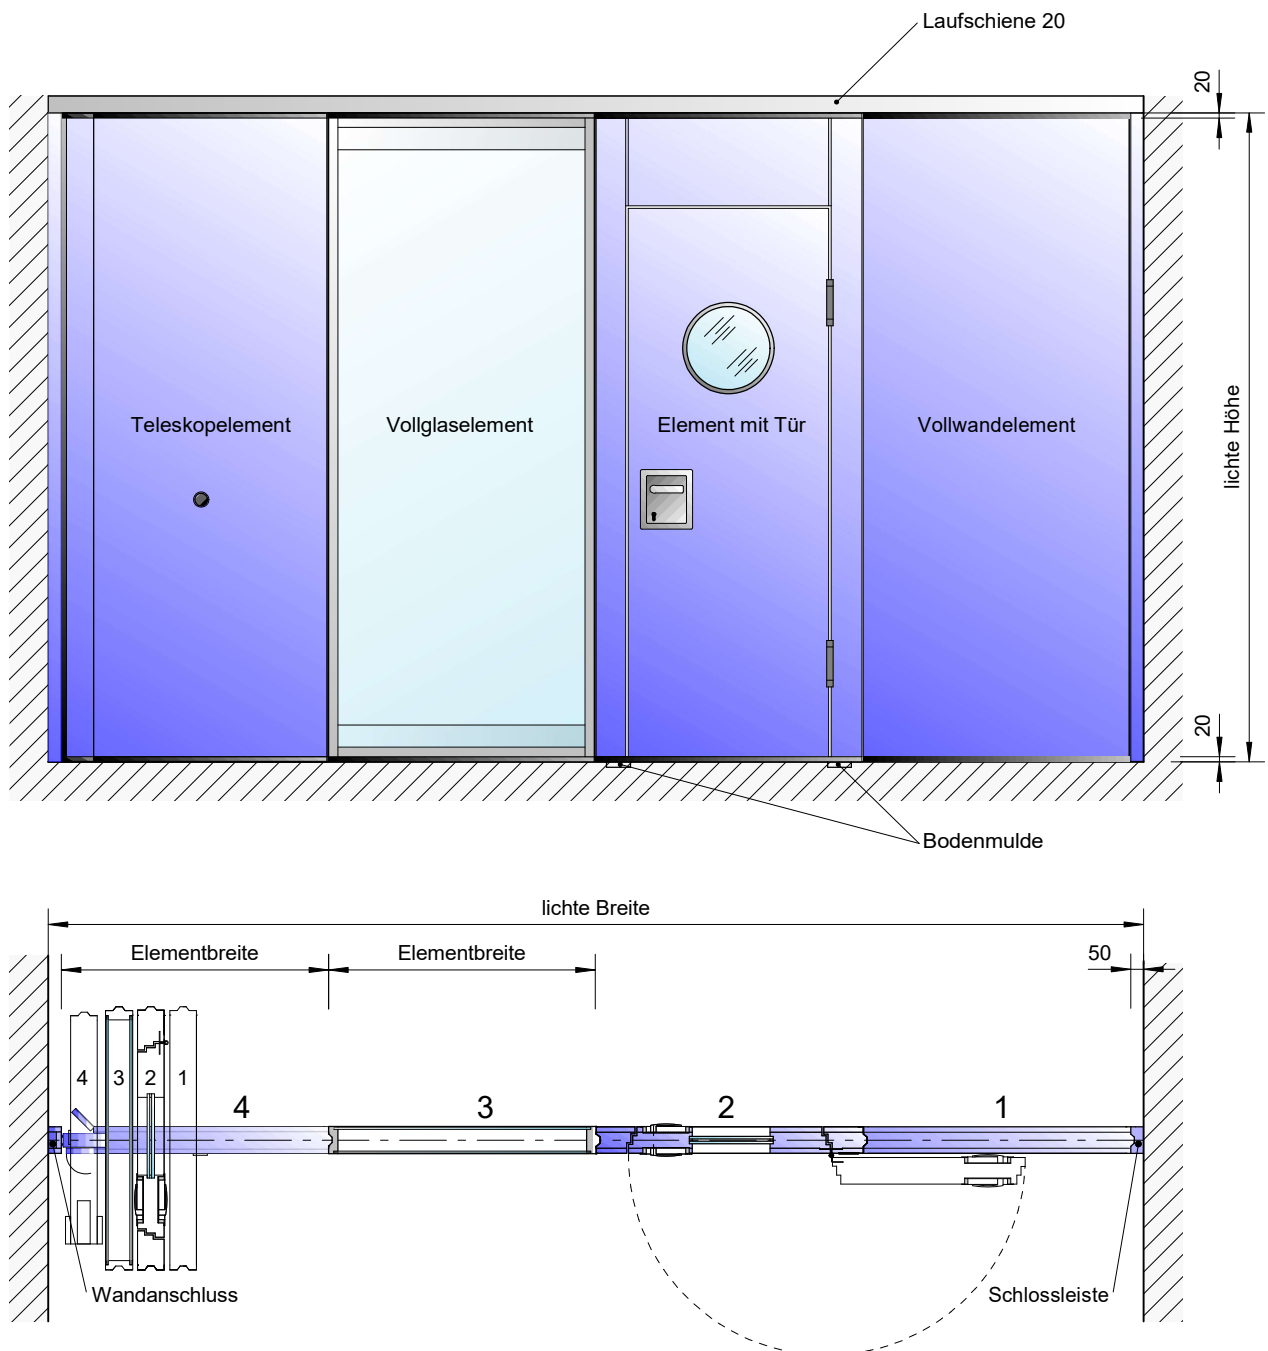 Laufschiene 20
20
Teleskopelement
Vollglaselement
Element mit Tür
Vollwandelement
lichte Höhe
20
Bodenmulde
lichte Breite
Elementbreite
Elementbreite
50
4
3
2
1
4
3
2
1
Wandanschluss
Schlossleiste